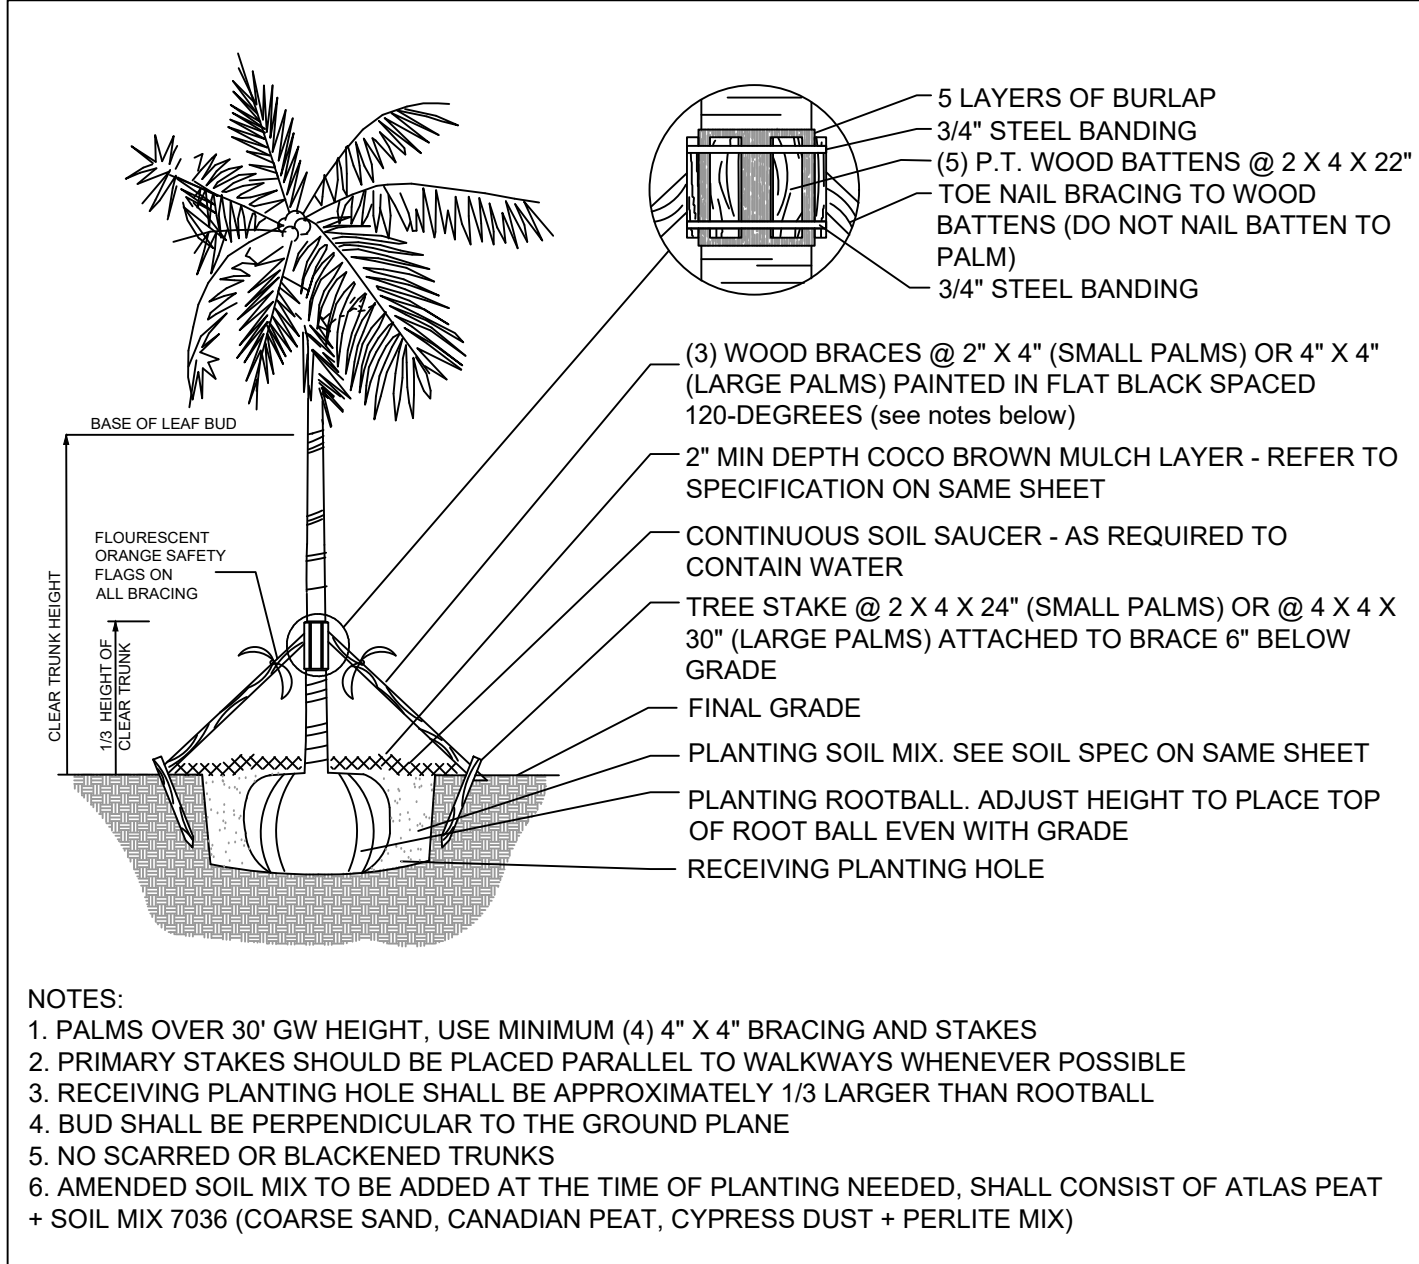 5 LAYERS OF BURLAP
3/4" STEEL BANDING
(5) P.T. WOOD BATTENS @ 2 X 4 X 22"
TOE NAIL BRACING TO WOOD
BATTENS (DO NOT NAIL BATTEN TO
PALM)
3/4" STEEL BANDING
(3) WOOD BRACES @ 2" X 4" (SMALL PALMS) OR 4" X 4"
(LARGE PALMS) PAINTED IN FLAT BLACK SPACED
120-DEGREES (see notes below)
2" MIN DEPTH COCO BROWN MULCH LAYER - REFER TO
SPECIFICATION ON SAME SHEET
CONTINUOUS SOIL SAUCER - AS REQUIRED TO
CONTAIN WATER
TREE STAKE @ 2 X 4 X 24" (SMALL PALMS) OR @ 4 X 4 X
30" (LARGE PALMS) ATTACHED TO BRACE 6" BELOW
GRADE
FINAL GRADE
PLANTING SOIL MIX. SEE SOIL SPEC ON SAME SHEET
PLANTING ROOTBALL. ADJUST HEIGHT TO PLACE TOP
OF ROOT BALL EVEN WITH GRADE
RECEIVING PLANTING HOLE
BASE OF LEAF BUD
FLOURESCENT
ORANGE SAFETY
FLAGS ON
ALL BRACING
CLEAR TRUNK HEIGHT
1/3 HEIGHT OF
CLEAR TRUNK
NOTES:
1. PALMS OVER 30' GW HEIGHT, USE MINIMUM (4) 4" X 4" BRACING AND STAKES
2. PRIMARY STAKES SHOULD BE PLACED PARALLEL TO WALKWAYS WHENEVER POSSIBLE
3. RECEIVING PLANTING HOLE SHALL BE APPROXIMATELY 1/3 LARGER THAN ROOTBALL
4. BUD SHALL BE PERPENDICULAR TO THE GROUND PLANE
5. NO SCARRED OR BLACKENED TRUNKS
6. AMENDED SOIL MIX TO BE ADDED AT THE TIME OF PLANTING NEEDED, SHALL CONSIST OF ATLAS PEAT
+ SOIL MIX 7036 (COARSE SAND, CANADIAN PEAT, CYPRESS DUST + PERLITE MIX)